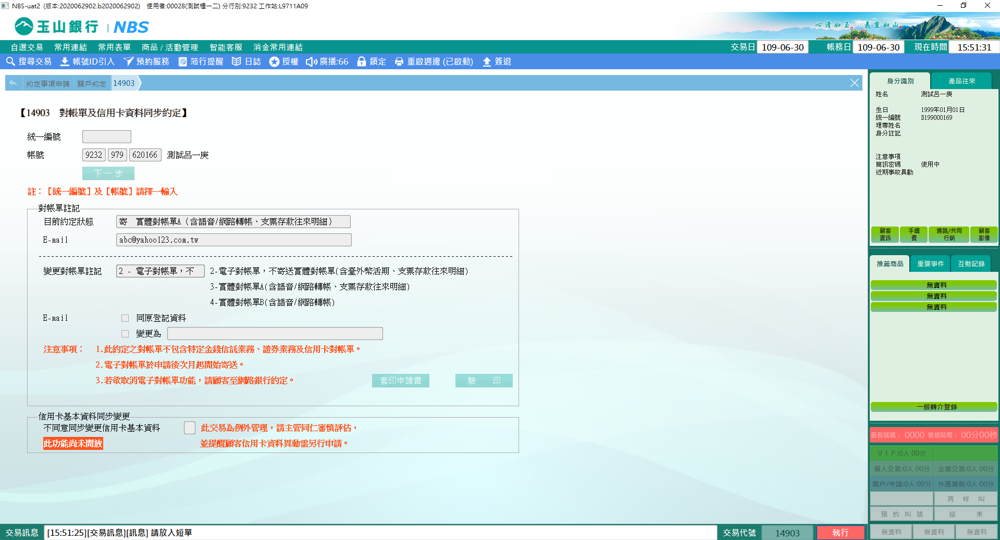 NBS-uat2 (版本:2020062902.b2020062902) 使用者:00028(測試櫃一二) 分行別:9232 工作站:L9711A09
玉山銀行 | NBS
心清如玉。義重如山。
自選交易 常用連結 常用表單 商品 / 活動管理 智能客服 消金常用連結 交易日 109-06-30 帳務日 109-06-30 現在時間 15:51:31
搜尋交易 帳號ID引入 預約服務 蒞行提醒 日誌 授權 廣播:66 鎖定 重啟週邊 (已啟動) 簽退
約定事項申請 歸戶約定 14903
【14903 對帳單及信用卡資料同步約定】
統一編號
帳號 9232 979 620166 測試呂一庚
下一步
註：【統一編號】及【帳號】請擇一輸入
對帳單註記
目前約定狀態 寄 實體對帳單A（含語音/網路轉帳、支票存款往來明細）
E-mail abc@yahoo123.com.tw
變更對帳單註記 2 - 電子對帳單，不 2-電子對帳單，不寄送實體對帳單(含臺外幣活期、支票存款往來明細)
3-實體對帳單A(含語音/網路轉帳、支票存款往來明細)
4-實體對帳單B(含語音/網路轉帳)
E-mail 同原登記資料
變更為
注意事項： 1.此約定之對帳單不包含特定金錢信託業務、證券業務及信用卡對帳單。
2.電子對帳單於申請後次月起開始寄送。
3.若欲取消電子對帳單功能，請顧客至網路銀行約定。
套印申請書 驗 印
信用卡基本資料同步變更
不同意同步變更信用卡基本資料 此交易為例外管理，請主管同仁審慎評估，
此功能尚未開放 並提醒顧客信用卡資料異動需另行申請。
身分識別 產品往來
姓名 測試呂一庚
生日 1999年01月01日
統一編號 D199000169
理專姓名
身分註記
注意事項
簡訊密碼 使用中
近期事故異動
顧客資訊 手續費 通路/共同行銷 顧客影像
推薦商品 重要事件 互動記錄
無資料
無資料
無資料
一般轉介登錄
服務號碼： 0000 等候時間： 00分00秒
ＶＩＰ:0人 00分
個人交易:0人 00分 企業交易:0人 00分
開戶/申請:0人 00分 外匯業務:0人 00分
再 呼 叫
預 約 叫 號 結 束
無資料 無資料 無資料
交易訊息 [15:51:25][交易訊息][訊息] 請放入短單 交易代號 14903 執行